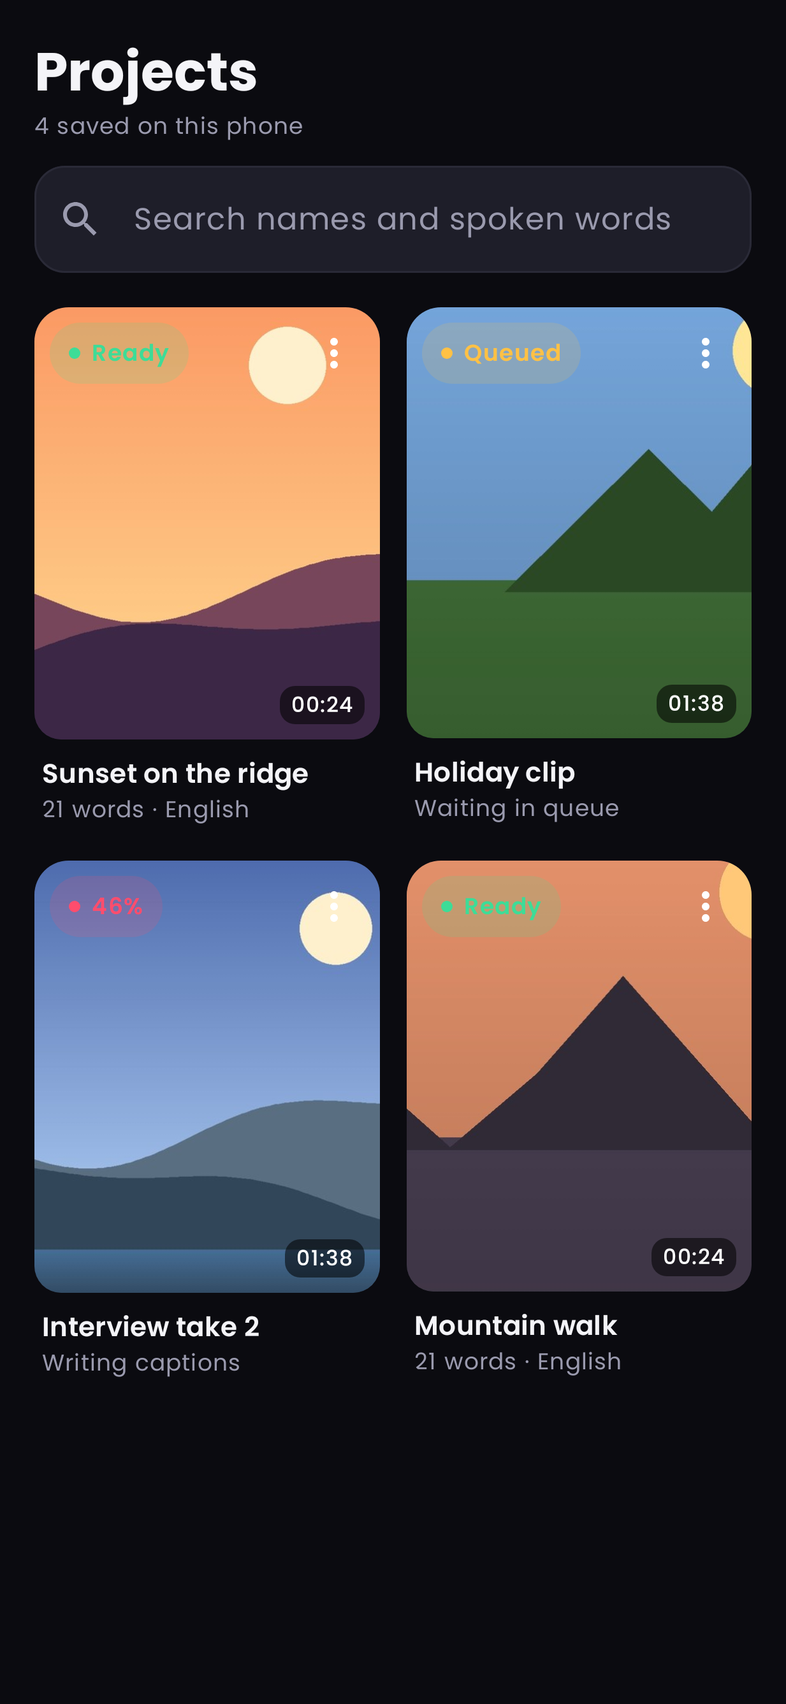 Projects
4 saved on this phone
Search names and spoken words
Ready
Queued
00:24
01:38
Sunset on the ridge
21 words · English
Holiday clip
Waiting in queue
46%
Ready
01:38
00:24
Interview take 2
Writing captions
Mountain walk
21 words · English